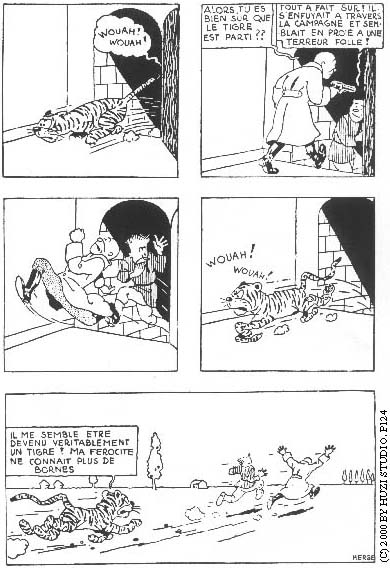 WOUAH!
WOUAH!
ALORS, TU ES
BIEN SUR QUE
LE TIGRE
EST PARTI??
TOUT A FAIT SUR! IL
S'ENFUYAIT A TRAVERS
LA CAMPAGNE ET SEM-
BLAIT EN PROIE A UNE
TERREUR FOLLE!
WOUAH!
WOUAH!
IL ME SEMBLE ETRE
DEVENU VERITABLEMENT
UN TIGRE! MA FEROCITE
NE CONNAIT PLUS DE
BORNES
HERGE
(C) 2000 BY HUZI STUDIO. P.124